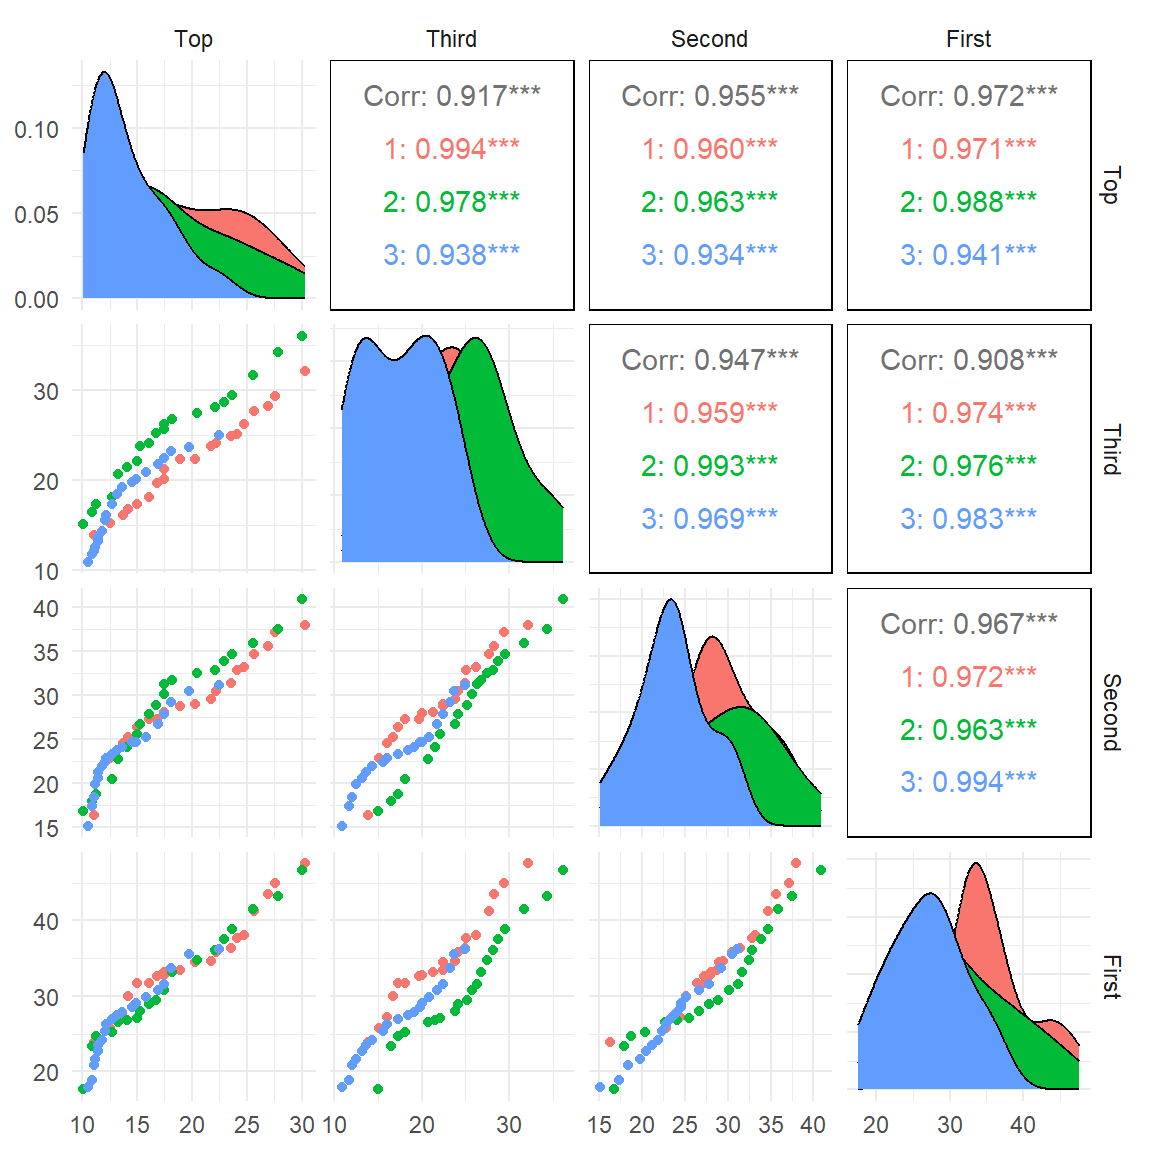 Top Third Second First
0.10
0.05
0.00
Corr: 0.917***
1: 0.994***
2: 0.978***
3: 0.938***
Corr: 0.955***
1: 0.960***
2: 0.963***
3: 0.934***
Corr: 0.972***
1: 0.971***
2: 0.988***
3: 0.941***
Top
30
20
10
Corr: 0.947***
1: 0.959***
2: 0.993***
3: 0.969***
Corr: 0.908***
1: 0.974***
2: 0.976***
3: 0.983***
Third
40
35
30
25
20
15
Corr: 0.967***
1: 0.972***
2: 0.963***
3: 0.994***
Second
40
30
20
First
10 20 30 10 20 30 15 20 25 30 35 40 20 40